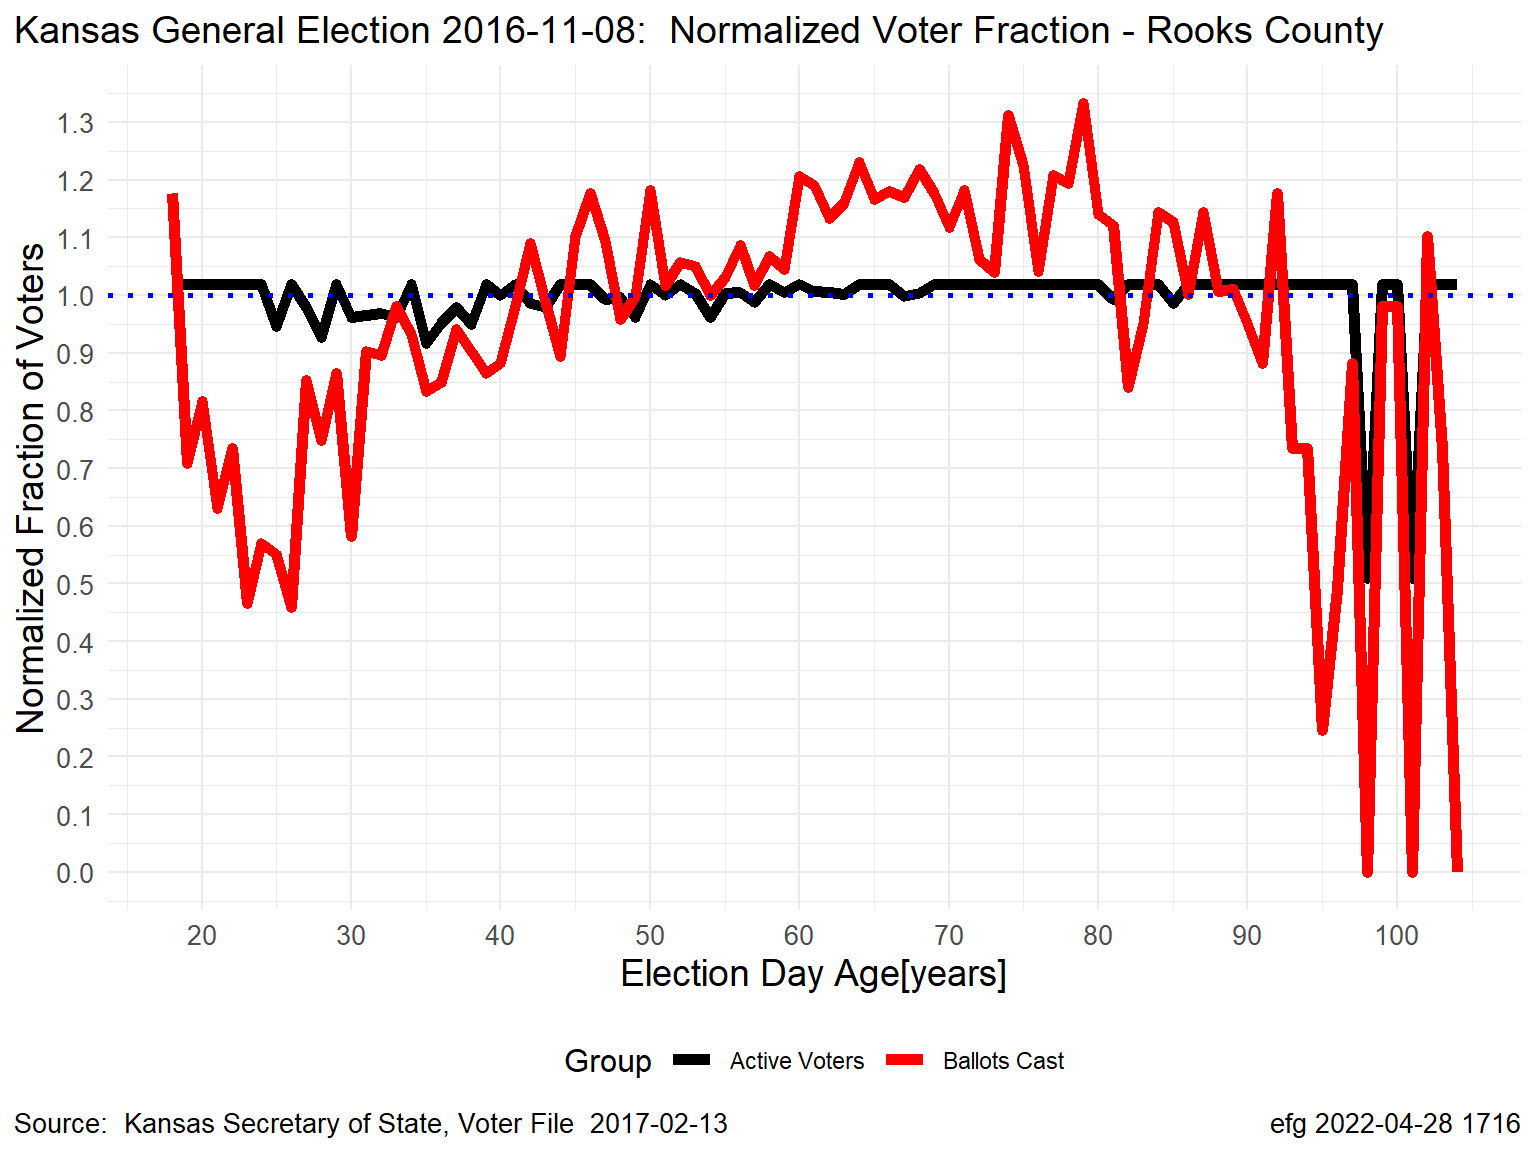 Kansas General Election 2016-11-08:  Normalized Voter Fraction - Rooks County
Normalized Fraction of Voters
1.3
1.2
1.1
1.0
0.9
0.8
0.7
0.6
0.5
0.4
0.3
0.2
0.1
0.0
20 30 40 50 60 70 80 90 100
Election Day Age[years]
Group Active Voters Ballots Cast
Source:  Kansas Secretary of State, Voter File  2017-02-13
efg 2022-04-28 1716